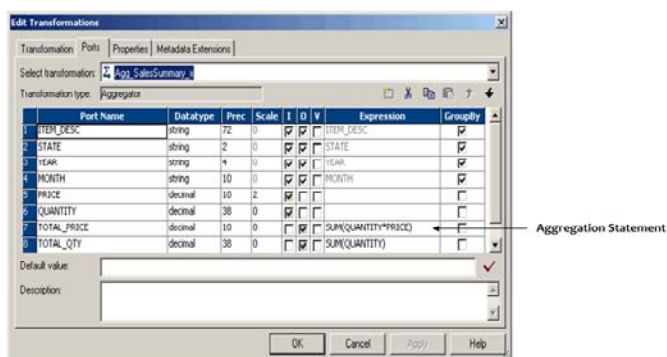 Edit Transformations
Transformation Ports Properties Metadata Extensions
Select transformation: Agg_SalesSummary_x
Transformation type: Aggregator
Port Name Datatype Prec Scale I O V Expression GroupBy
1 ITEM_DESC string 72 0 ITEM_DESC
2 STATE string 2 0 STATE
3 YEAR string 4 0 YEAR
4 MONTH string 10 0 MONTH
5 PRICE decimal 10 2
6 QUANTITY decimal 38 0
7 TOTAL_PRICE decimal 10 0 SUM(QUANTITY*PRICE)
8 TOTAL_QTY decimal 38 0 SUM(QUANTITY)
Aggregation Statement
Default value:
Description:
OK Cancel Apply Help